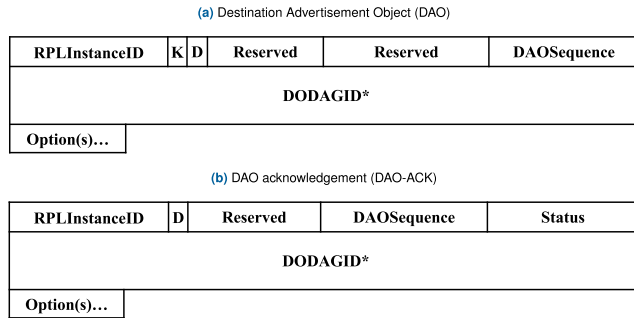 (a) Destination Advertisement Object (DAO)
RPLInstanceID K D Reserved Reserved DAOSequence
DODAGID*
Option(s)...
(b) DAO acknowledgement (DAO-ACK)
RPLInstanceID D Reserved DAOSequence Status
DODAGID*
Option(s)...